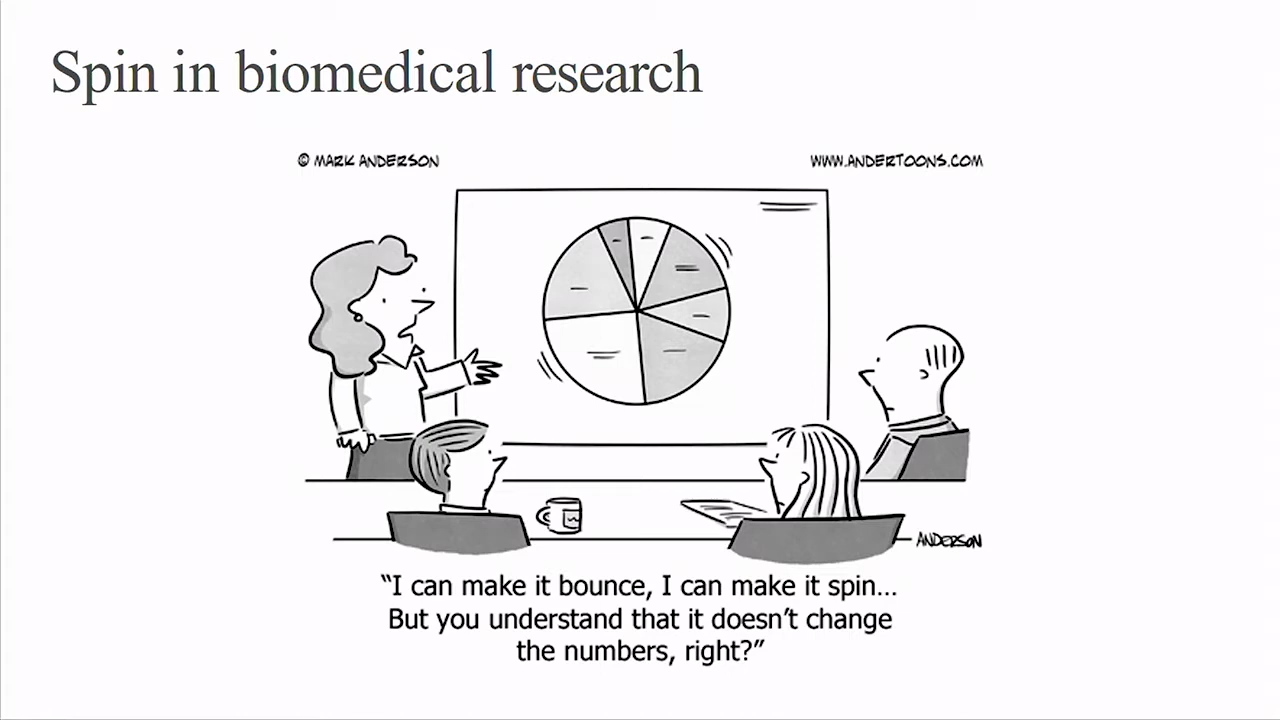 Spin in biomedical research
© MARK ANDERSON
WWW.ANDERTOONS.COM
ANDERSON
“I can make it bounce, I can make it spin...
But you understand that it doesn’t change
the numbers, right?”